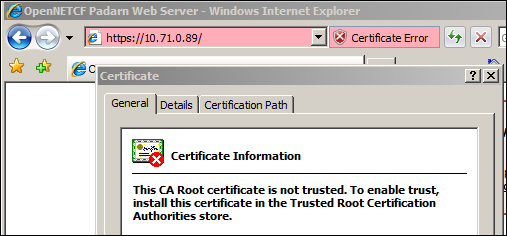 OpenNETCF Padarn Web Server - Windows Internet Explorer
https://10.71.0.89/
Certificate Error
Certificate
General
Details
Certification Path
Certificate Information
This CA Root certificate is not trusted. To enable trust,
install this certificate in the Trusted Root Certification
Authorities store.